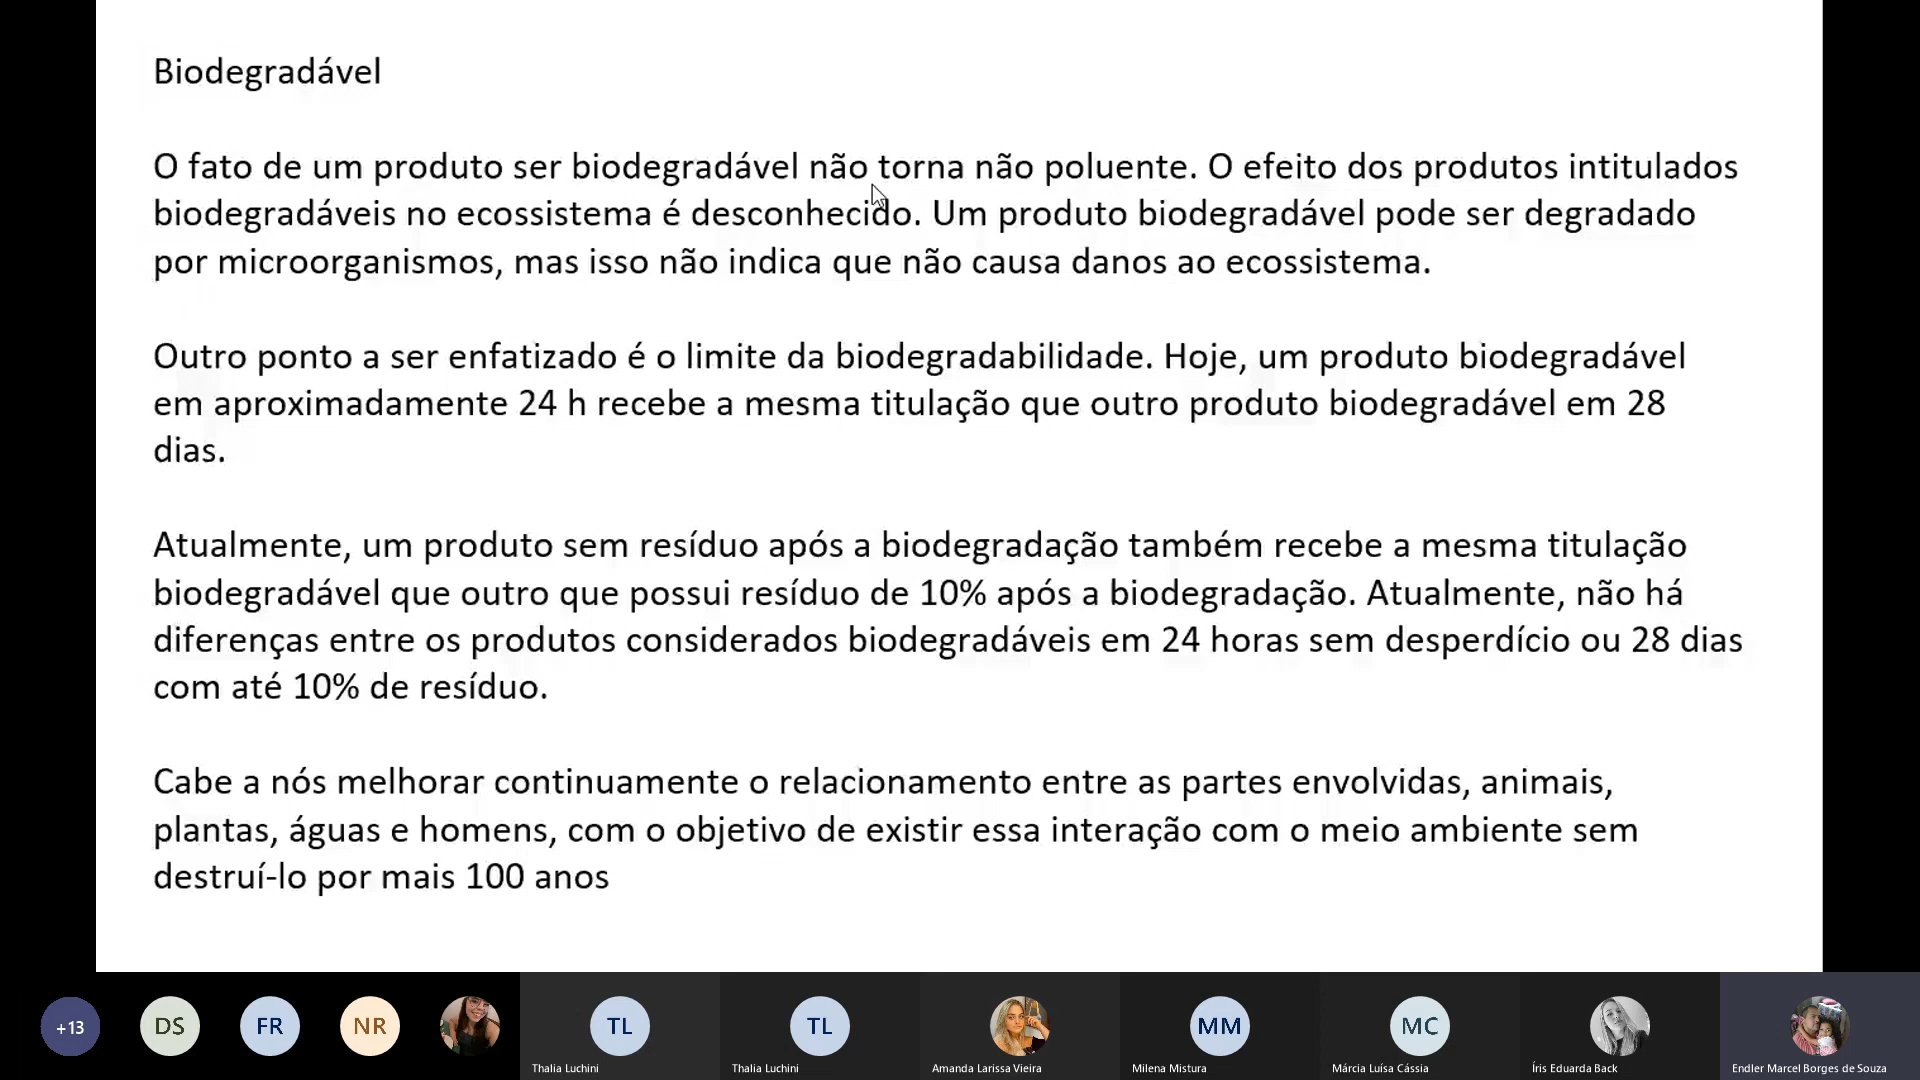 Biodegradável
O fato de um produto ser biodegradável não torna não poluente. O efeito dos produtos intitulados
biodegradáveis no ecossistema é desconhecido. Um produto biodegradável pode ser degradado
por microorganismos, mas isso não indica que não causa danos ao ecossistema.
Outro ponto a ser enfatizado é o limite da biodegradabilidade. Hoje, um produto biodegradável
em aproximadamente 24 h recebe a mesma titulação que outro produto biodegradável em 28
dias.
Atualmente, um produto sem resíduo após a biodegradação também recebe a mesma titulação
biodegradável que outro que possui resíduo de 10% após a biodegradação. Atualmente, não há
diferenças entre os produtos considerados biodegradáveis em 24 horas sem desperdício ou 28 dias
com até 10% de resíduo.
Cabe a nós melhorar continuamente o relacionamento entre as partes envolvidas, animais,
plantas, águas e homens, com o objetivo de existir essa interação com o meio ambiente sem
destruí-lo por mais 100 anos
+13 DS FR NR TL TL MM MC
Thalia Luchini Thalia Luchini Amanda Larissa Vieira Milena Mistura Márcia Luísa Cássia Íris Eduarda Back Endler Marcel Borges de Souza